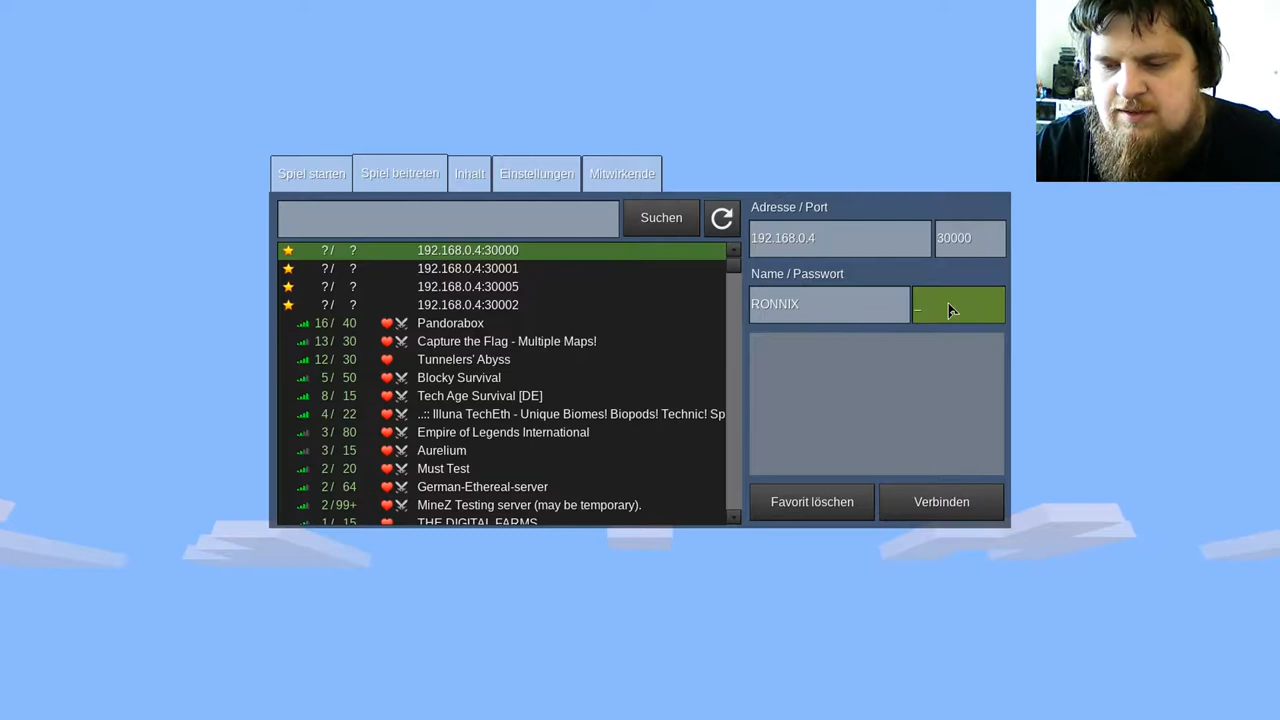 Spiel starten Spiel beitreten Inhalt Einstellungen Mitwirkende
Suchen
?/ ? 192.168.0.4:30000
?/ ? 192.168.0.4:30001
?/ ? 192.168.0.4:30005
?/ ? 192.168.0.4:30002
16/ 40 Pandorabox
13/ 30 Capture the Flag - Multiple Maps!
12/ 30 Tunnelers' Abyss
5/ 50 Blocky Survival
8/ 15 Tech Age Survival [DE]
4/ 22 ..:: Illuna TechEth - Unique Biomes! Biopods! Technic! Sp
3/ 80 Empire of Legends International
3/ 15 Aurelium
2/ 20 Must Test
2/ 64 German-Ethereal-server
2/99+ MineZ Testing server (may be temporary).
1/ 15 THE DIGITAL FARMS
Adresse / Port
192.168.0.4 30000
Name / Passwort
RONNIX _
Favorit löschen Verbinden